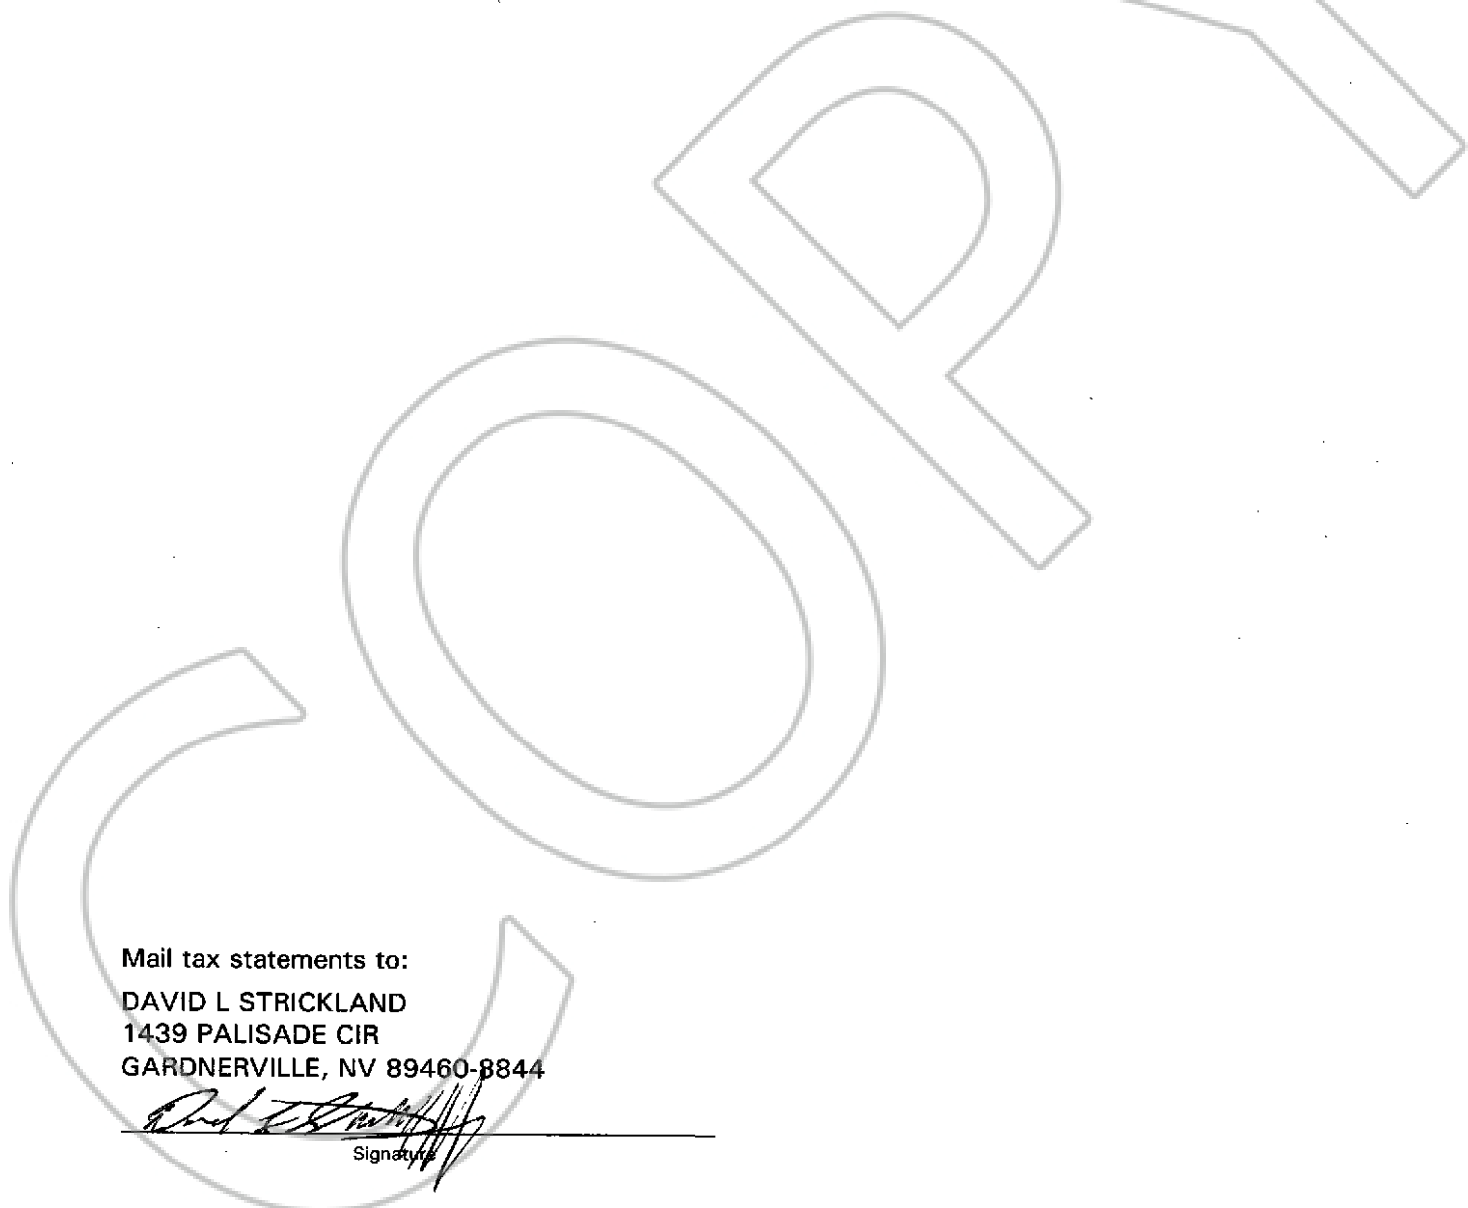 COPY
Mail tax statements to:
DAVID L STRICKLAND
1439 PALISADE CIR
GARDNERVILLE, NV 89460-8844
Signature